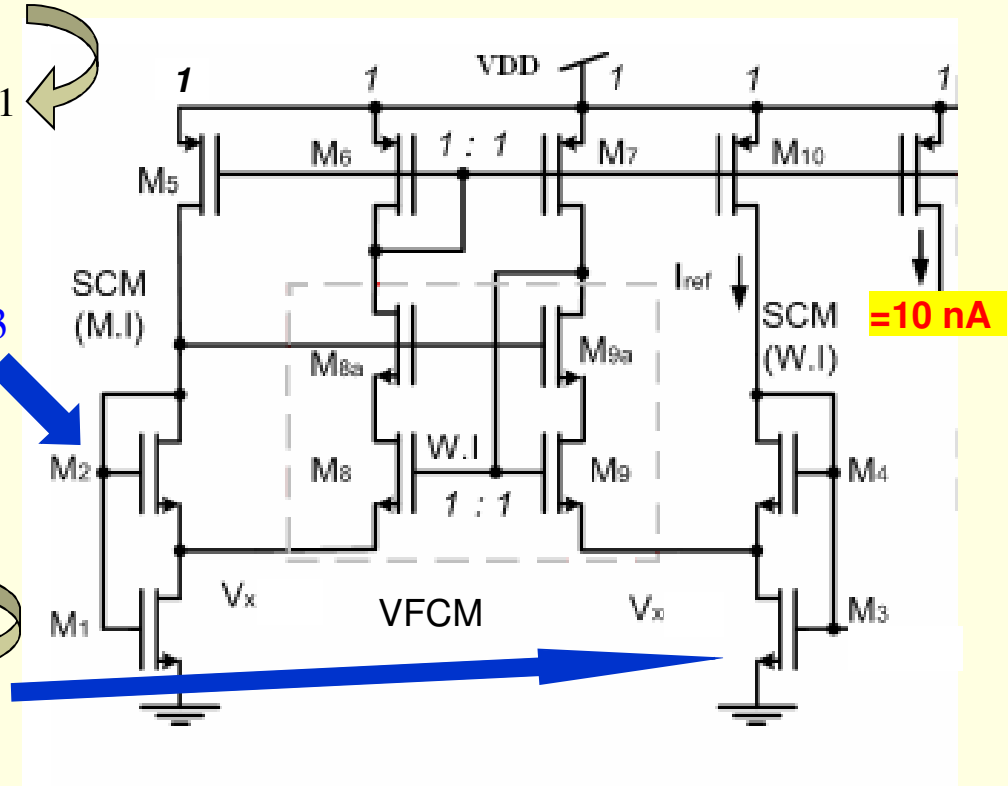 1
1
VDD
1
1
1
1
M6
1 : 1
M7
M10
M5
SCM
(M.I)
Iref
SCM
(W.I)
=10 nA
3
M8a
M9a
M2
M8
W.I
M9
M4
1 : 1
M1
Vx
VFCM
Vx
M3